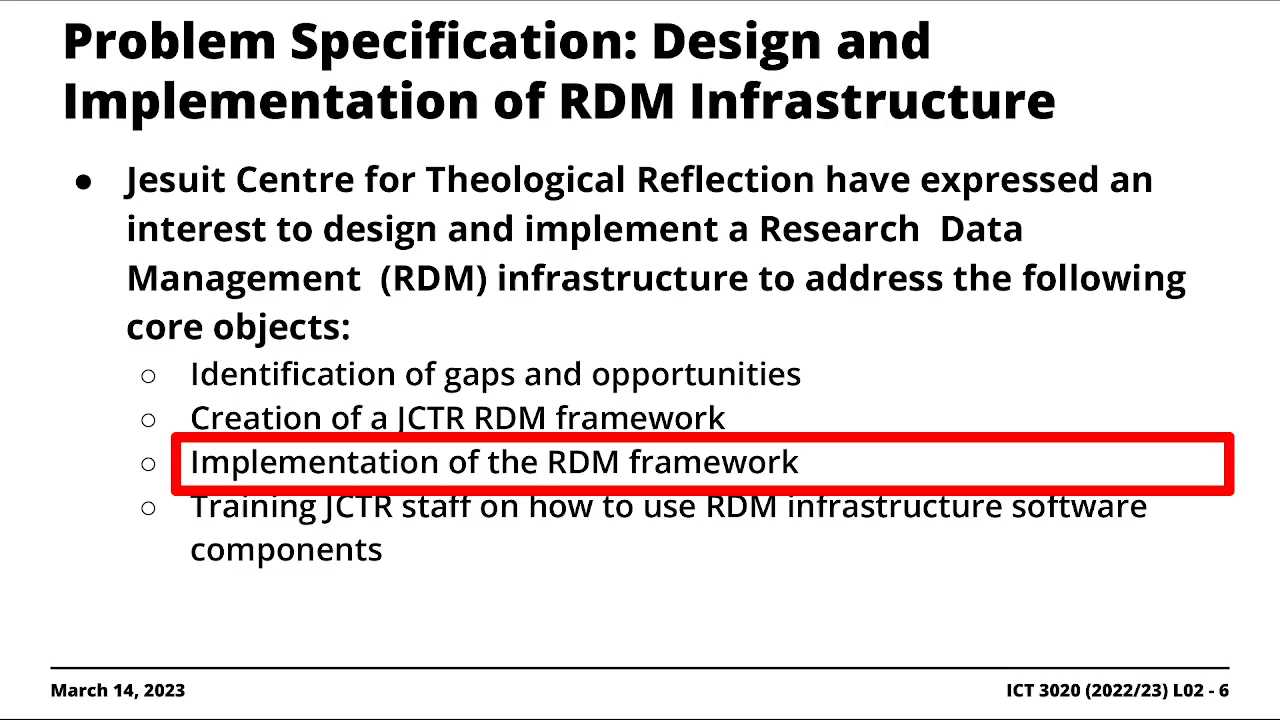 Problem Specification: Design and
Implementation of RDM Infrastructure
● Jesuit Centre for Theological Reflection have expressed an
interest to design and implement a Research Data
Management (RDM) infrastructure to address the following
core objects:
○ Identification of gaps and opportunities
○ Creation of a JCTR RDM framework
○ Implementation of the RDM framework
○ Training JCTR staff on how to use RDM infrastructure software
components
March 14, 2023
ICT 3020 (2022/23) L02 - 6